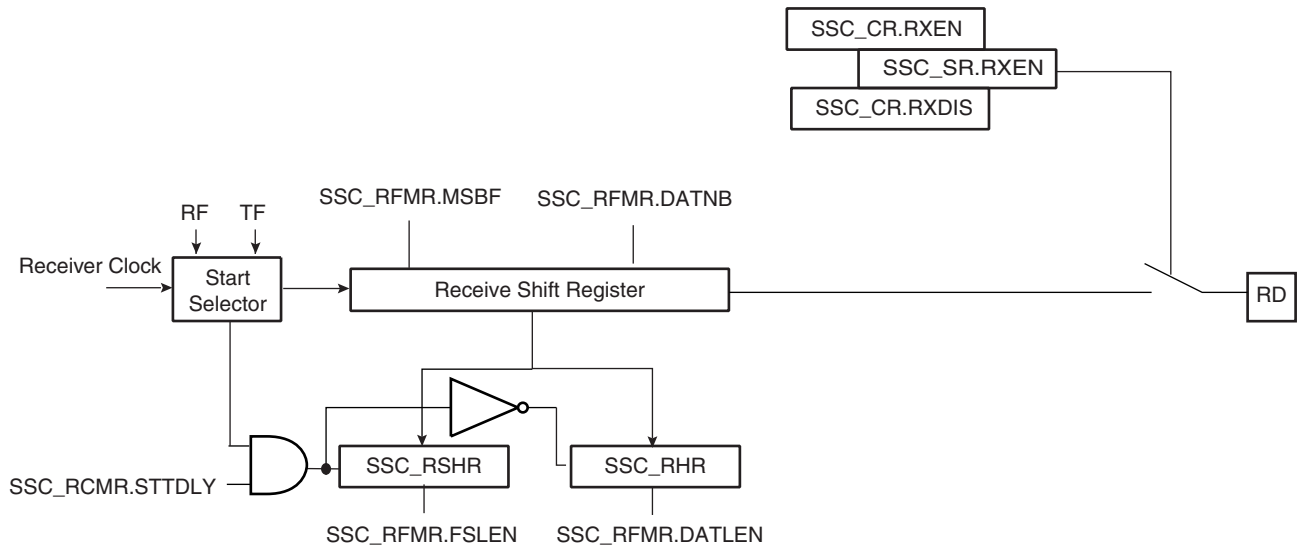 SSC_CR.RXEN
SSC_SR.RXEN
SSC_CR.RXDIS
SSC_RFMR.MSBF
SSC_RFMR.DATNB
RF
TF
Receiver Clock
Start
Selector
Receive Shift Register
RD
SSC_RSHR
SSC_RHR
SSC_RCMR.STTDLY
SSC_RFMR.FSLEN
SSC_RFMR.DATLEN